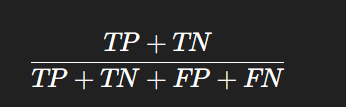 TP + TN
TP + TN + FP + FN